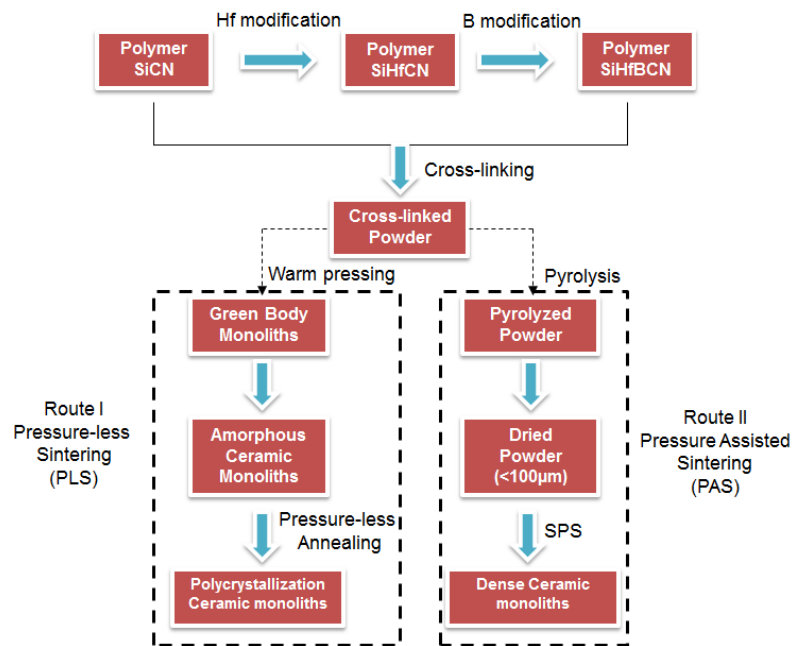 Hf modification
B modification
Polymer
SiCN
Polymer
SiHfCN
Polymer
SiHfBCN
Cross-linking
Cross-linked
Powder
Warm pressing
Pyrolysis
Green Body
Monoliths
Pyrolyzed
Powder
Route I
Pressure-less
Sintering
(PLS)
Amorphous
Ceramic
Monoliths
Dried
Powder
(<100µm)
Route II
Pressure Assisted
Sintering
(PAS)
Pressure-less
Annealing
SPS
Polycrystallization
Ceramic monoliths
Dense Ceramic
monoliths